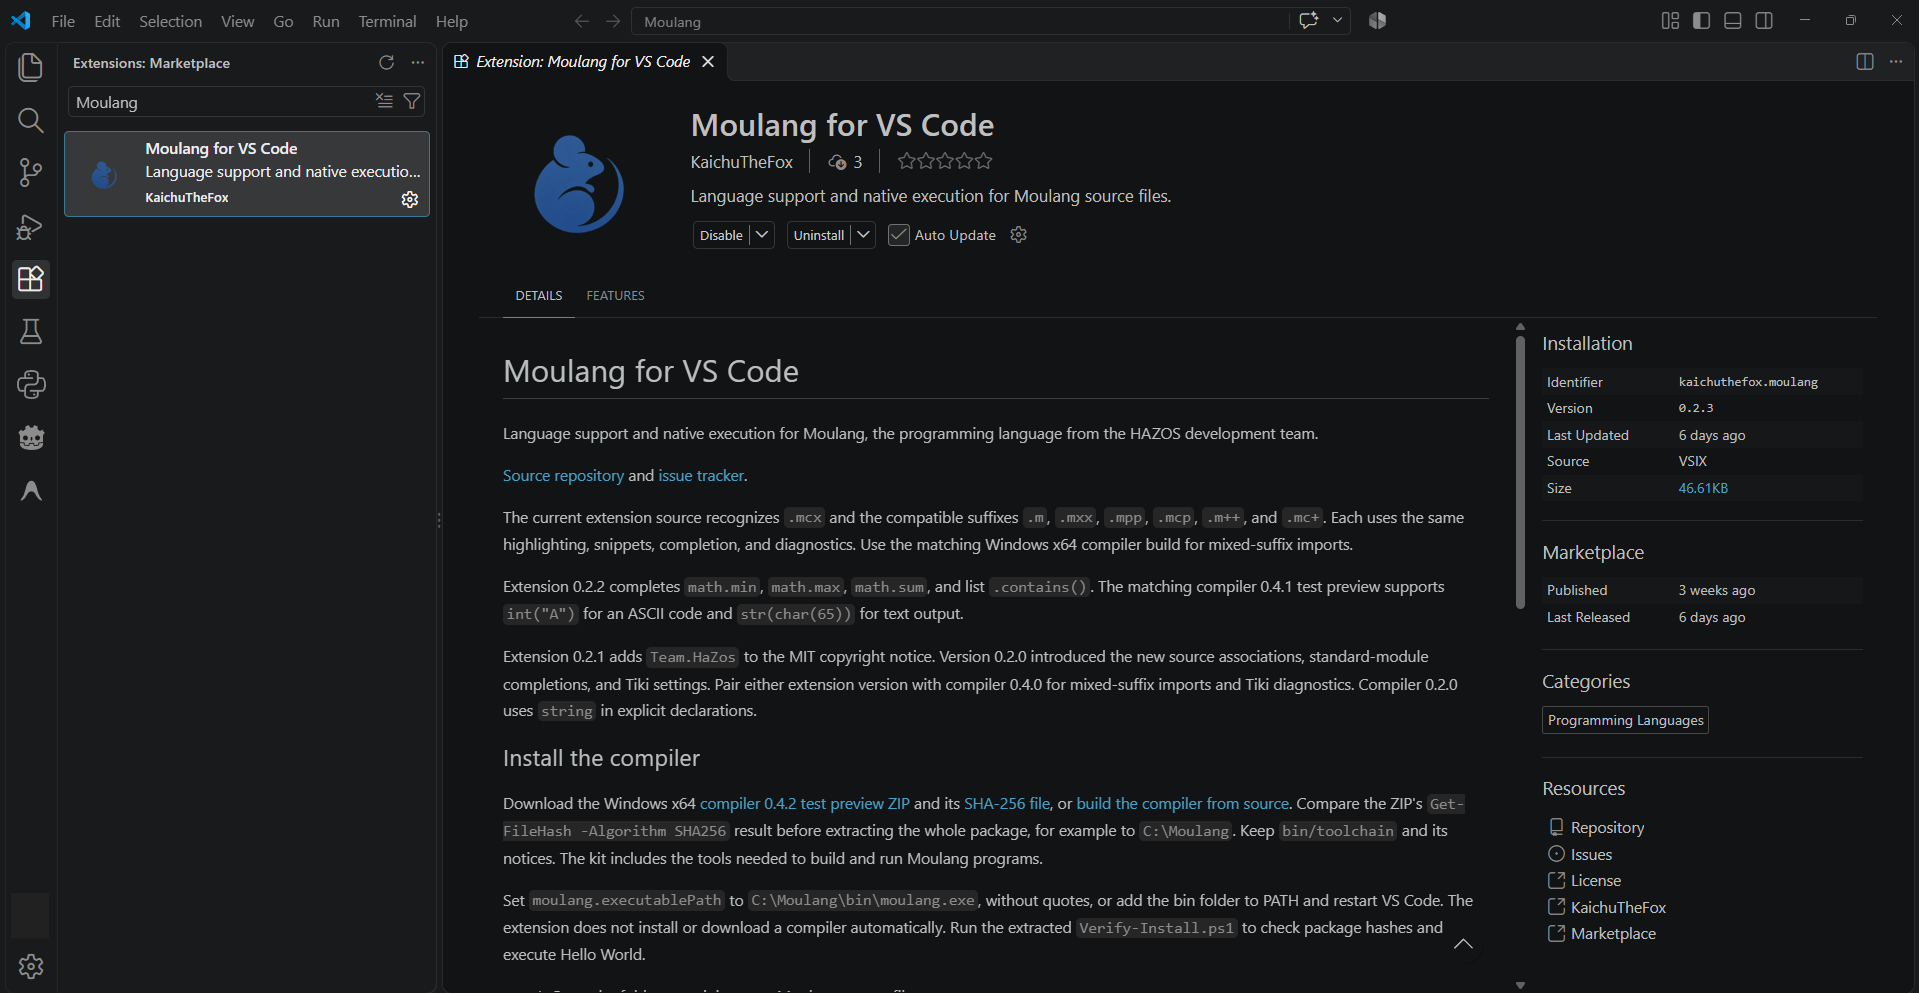 File Edit Selection View Go Run Terminal Help
Moulang
Extensions: Marketplace
Moulang
Moulang for VS Code
Language support and native executio...
KaichuTheFox
Extension: Moulang for VS Code
Moulang for VS Code
KaichuTheFox 3
Language support and native execution for Moulang source files.
Disable Uninstall Auto Update
DETAILS FEATURES
Moulang for VS Code
Language support and native execution for Moulang, the programming language from the HAZOS development team.
Source repository and issue tracker.
The current extension source recognizes .mcx and the compatible suffixes .m, .mxx, .mpp, .mcp, .m++, and .mc+. Each uses the same
highlighting, snippets, completion, and diagnostics. Use the matching Windows x64 compiler build for mixed-suffix imports.
Extension 0.2.2 completes math.min, math.max, math.sum, and list .contains(). The matching compiler 0.4.1 test preview supports
int("A") for an ASCII code and str(char(65)) for text output.
Extension 0.2.1 adds Team.HaZos to the MIT copyright notice. Version 0.2.0 introduced the new source associations, standard-module
completions, and Tiki settings. Pair either extension version with compiler 0.4.0 for mixed-suffix imports and Tiki diagnostics. Compiler 0.2.0
uses string in explicit declarations.
Install the compiler
Download the Windows x64 compiler 0.4.2 test preview ZIP and its SHA-256 file, or build the compiler from source. Compare the ZIP's Get-
FileHash -Algorithm SHA256 result before extracting the whole package, for example to C:\Moulang. Keep bin/toolchain and its
notices. The kit includes the tools needed to build and run Moulang programs.
Set moulang.executablePath to C:\Moulang\bin\moulang.exe, without quotes, or add the bin folder to PATH and restart VS Code. The
extension does not install or download a compiler automatically. Run the extracted Verify-Install.ps1 to check package hashes and
execute Hello World.
Installation
Identifier kaichuthefox.moulang
Version 0.2.3
Last Updated 6 days ago
Source VSIX
Size 46.61KB
Marketplace
Published 3 weeks ago
Last Released 6 days ago
Categories
Programming Languages
Resources
Repository
Issues
License
KaichuTheFox
Marketplace